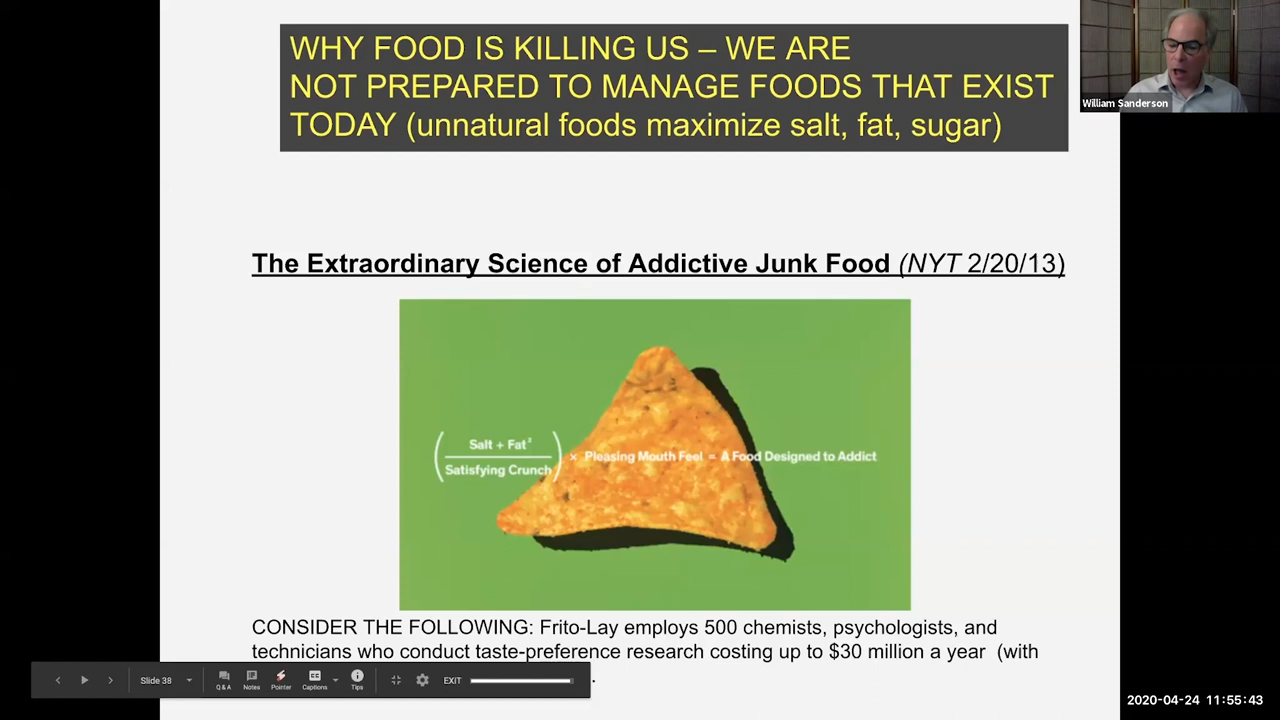 WHY FOOD IS KILLING US – WE ARE
NOT PREPARED TO MANAGE FOODS THAT EXIST
TODAY (unnatural foods maximize salt, fat, sugar)
William Sanderson
The Extraordinary Science of Addictive Junk Food (NYT 2/20/13)
(Salt + Fat²
Satisfying Crunch) × Pleasing Mouth Feel = A Food Designed to Addict
CONSIDER THE FOLLOWING: Frito-Lay employs 500 chemists, psychologists, and
technicians who conduct taste-preference research costing up to $30 million a year (with
Slide 38 Q & A Notes Pointer Captions Tips EXIT
2020-04-24 11:55:43